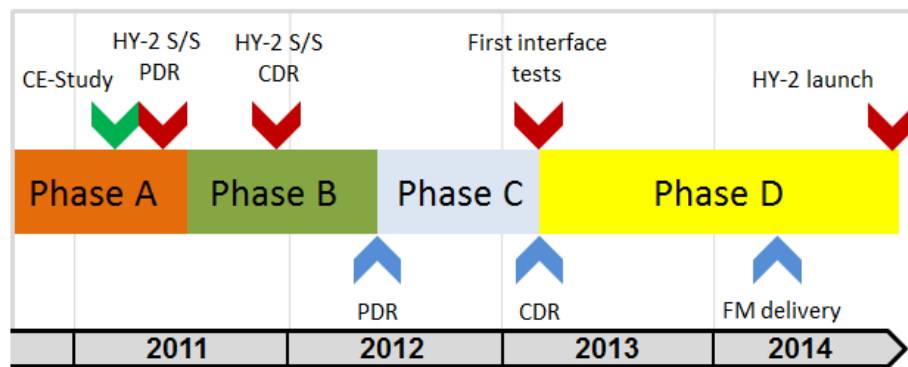 HY-2 S/S
PDR
HY-2 S/S
CDR
First interface
tests
CE-Study
HY-2 launch
Phase A
Phase B
Phase C
Phase D
PDR
CDR
FM delivery
2011
2012
2013
2014